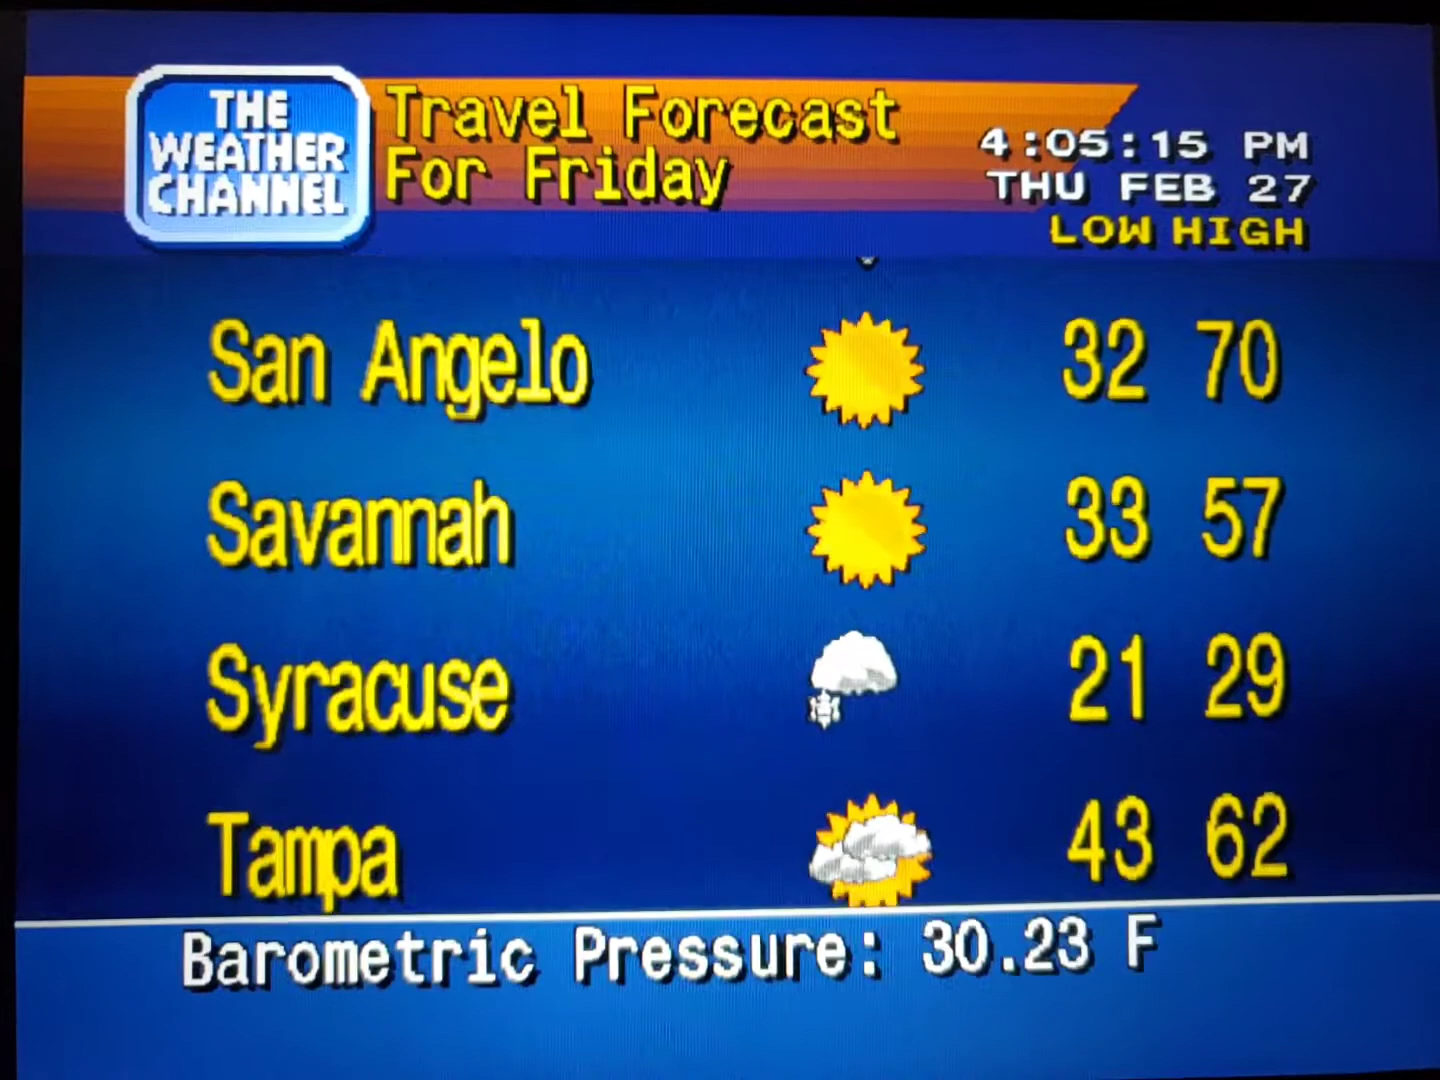 THE
WEATHER
CHANNEL
Travel Forecast
For Friday
4:05:15 PM
THU FEB 27
LOW HIGH
San Angelo 32 70
Savannah 33 57
Syracuse 21 29
Tampa 43 62
Barometric Pressure: 30.23 F